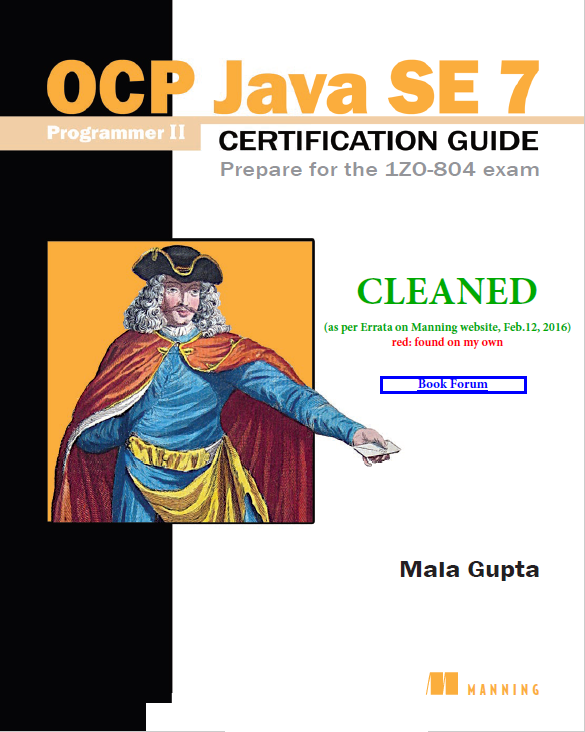 OCP Java SE 7
Programmer II
CERTIFICATION GUIDE
Prepare for the 1Z0-804 exam
CLEANED
(as per Errata on Manning website, Feb.12, 2016)
red: found on my own
Book Forum
Mala Gupta
MANNING